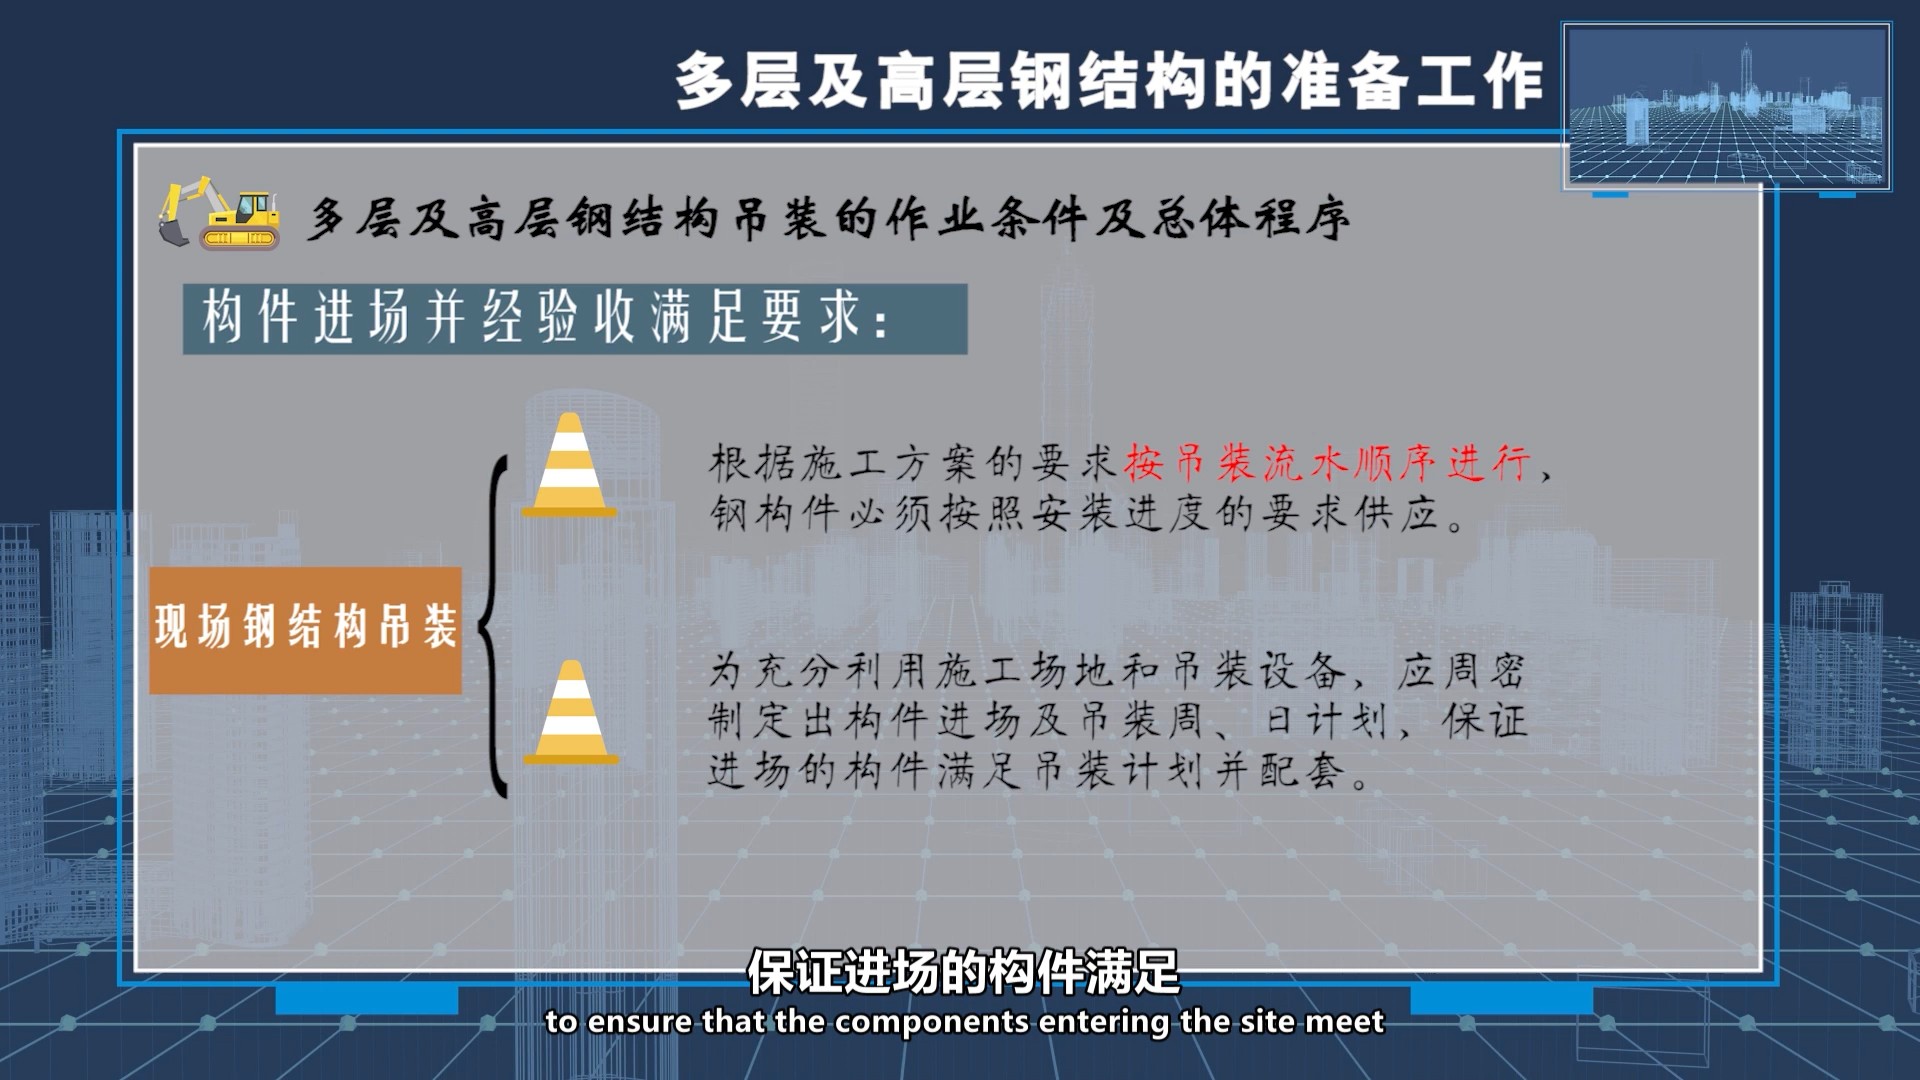 多层及高层钢结构的准备工作
多层及高层钢结构吊装的作业条件及总体程序
构件进场并经验收满足要求：
现场钢结构吊装
根据施工方案的要求按吊装流水顺序进行、
钢构件必须按照安装进度的要求供应。
为充分利用施工场地和吊装设备、应周密
制定出构件进场及吊装周、日计划，保证
进场的构件满足吊装计划并配套。
保证进场的构件满足
to ensure that the components entering the site meet